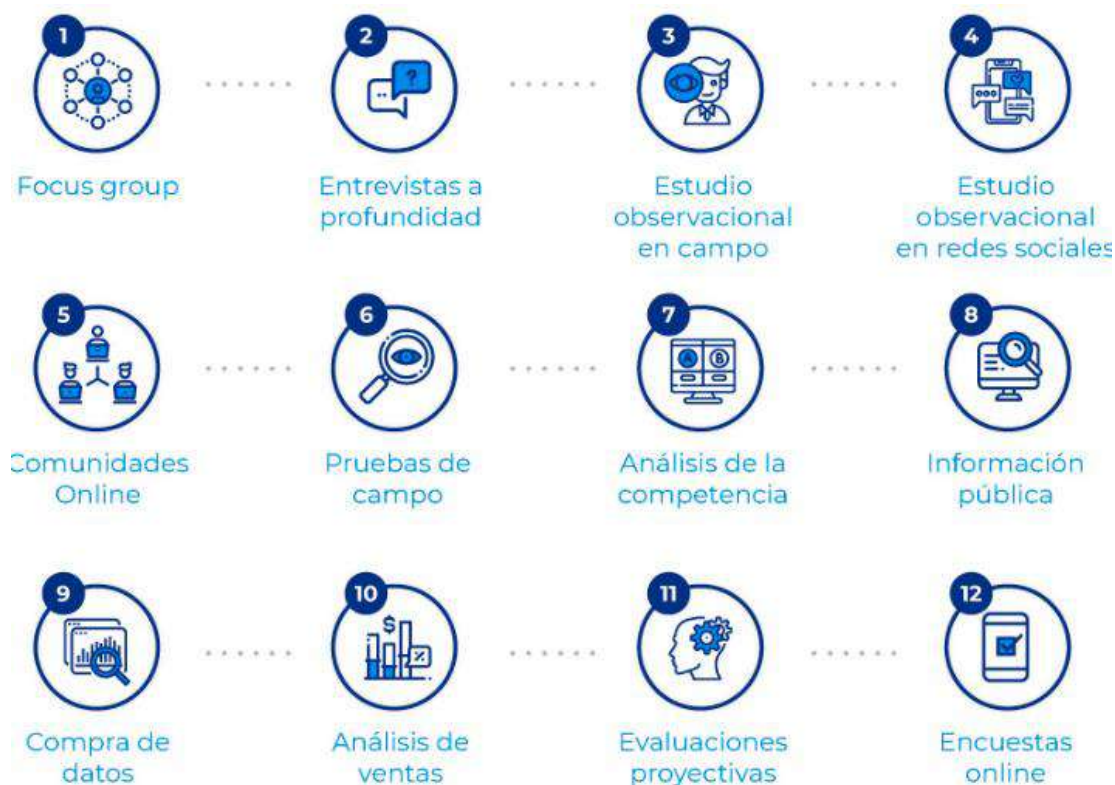 1
2
3
4
Focus group
Entrevistas a
profundidad
Estudio
observacional
en campo
Estudio
observacional
en redes sociales
5
6
7
8
A
B
Comunidades
Online
Pruebas de
campo
Análisis de la
competencia
Información
pública
9
10
11
12
$
%
Compra de
datos
Análisis de
ventas
Evaluaciones
proyectivas
Encuestas
online